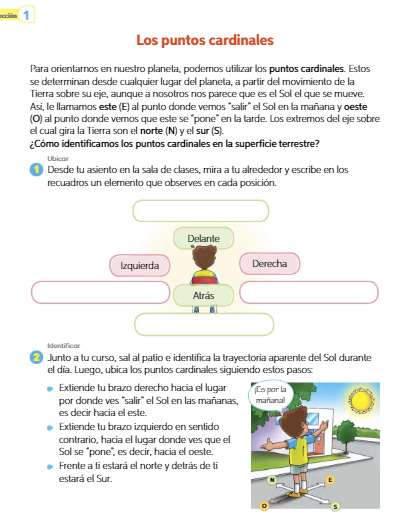 ección 1
Los puntos cardinales
Para orientarnos en nuestro planeta, podemos utilizar los puntos cardinales. Estos
se determinan desde cualquier lugar del planeta, a partir del movimiento de la
Tierra sobre su eje, aunque a nosotros nos parece que es el Sol el que se mueve.
Así, le llamamos este (E) al punto donde vemos "salir" el Sol en la mañana y oeste
(O) al punto donde vemos que este se "pone" en la tarde. Los extremos del eje sobre
el cual gira la Tierra son el norte (N) y el sur (S).
¿Cómo identificamos los puntos cardinales en la superficie terrestre?
Ubicar
1 Desde tu asiento en la sala de clases, mira a tu alrededor y escribe en los
recuadros un elemento que observes en cada posición.
Delante
Izquierda
Derecha
Atrás
Identificar
2 Junto a tu curso, sal al patio e identifica la trayectoria aparente del Sol durante
el día. Luego, ubica los puntos cardinales siguiendo estos pasos:
Extiende tu brazo derecho hacia el lugar
por donde ves "salir" el Sol en las mañanas,
es decir hacia el este.
Extiende tu brazo izquierdo en sentido
contrario, hacia el lugar donde ves que el
Sol se "pone", es decir, hacia el oeste.
Frente a ti estará el norte y detrás de ti
estará el Sur.
¡Es por la
mañana!
N
E
O
S